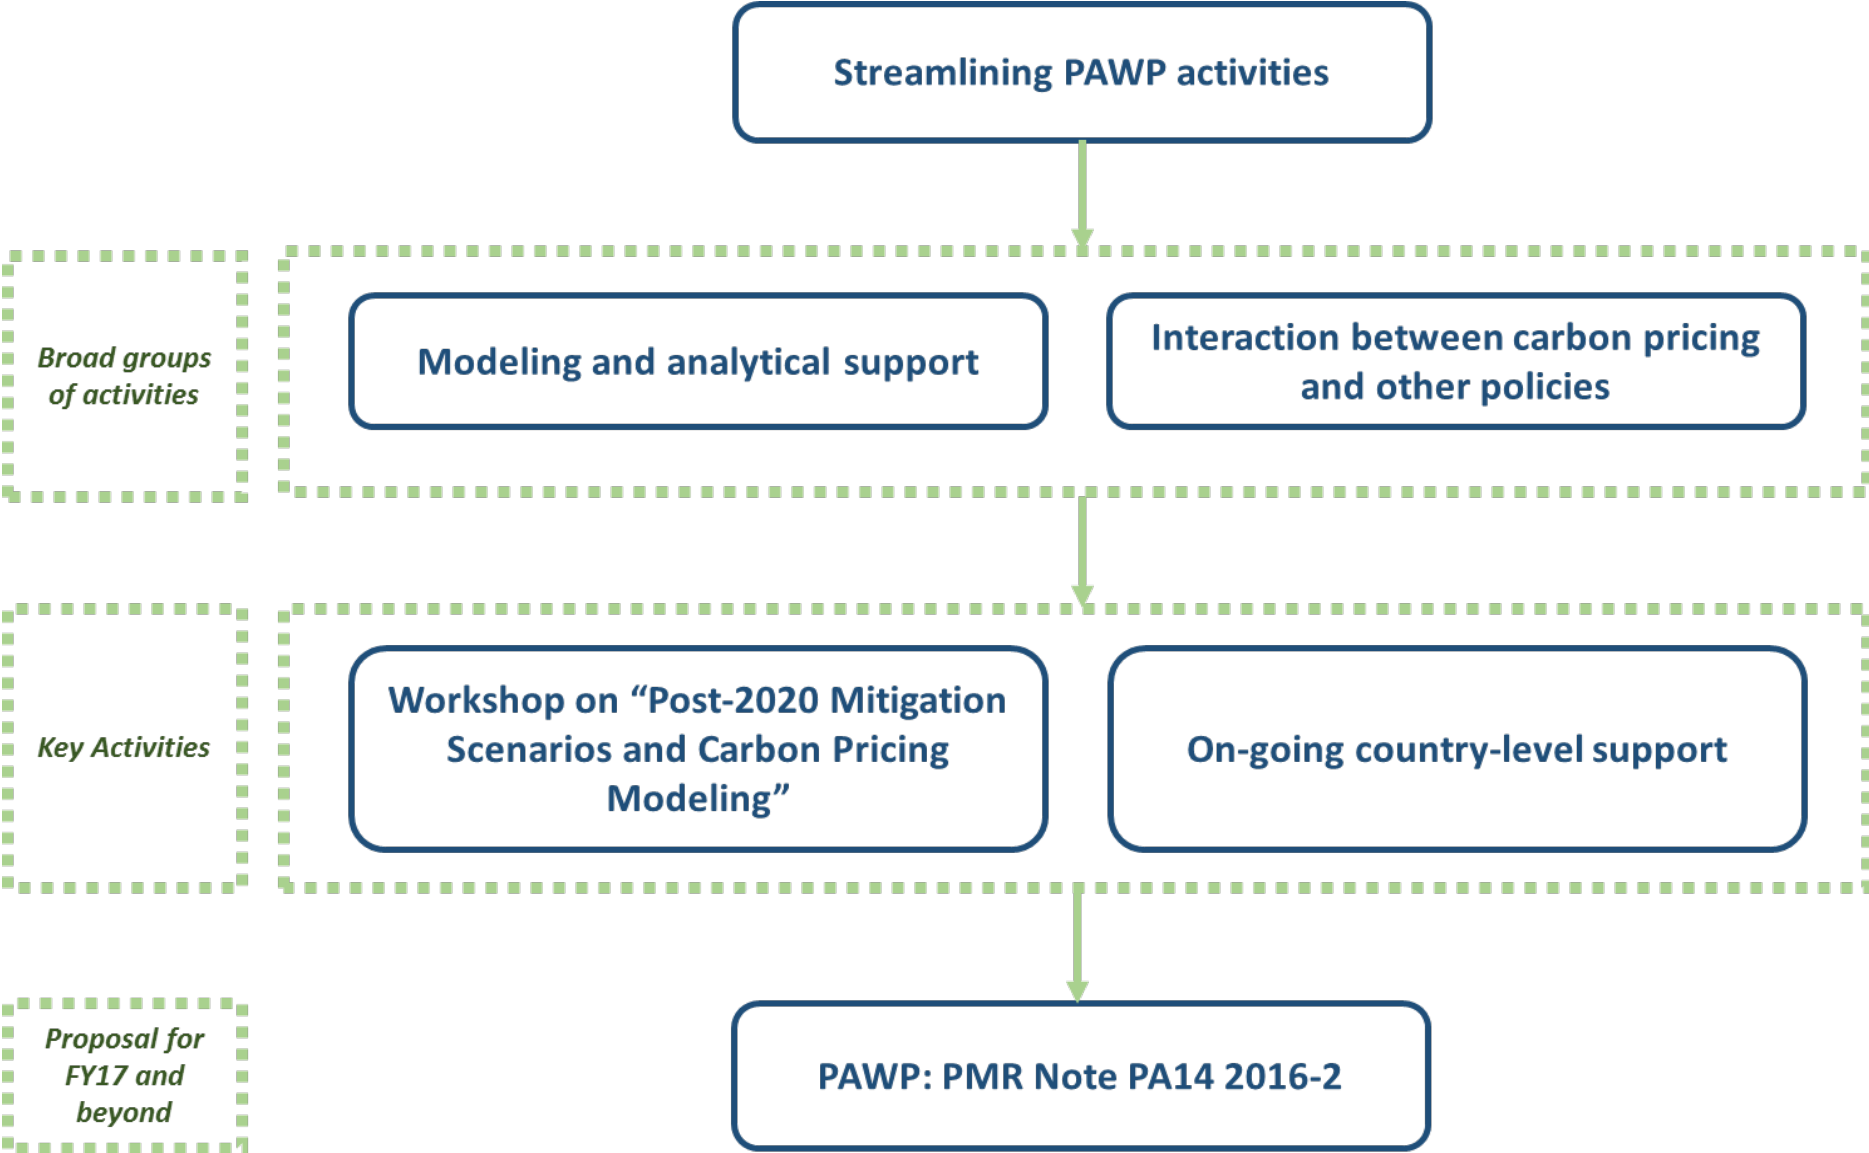 Streamlining PAWP activities
Broad groups
of activities
Modeling and analytical support
Interaction between carbon pricing
and other policies
Key Activities
Workshop on “Post-2020 Mitigation
Scenarios and Carbon Pricing
Modeling”
On-going country-level support
Proposal for
FY17 and
beyond
PAWP: PMR Note PA14 2016-2